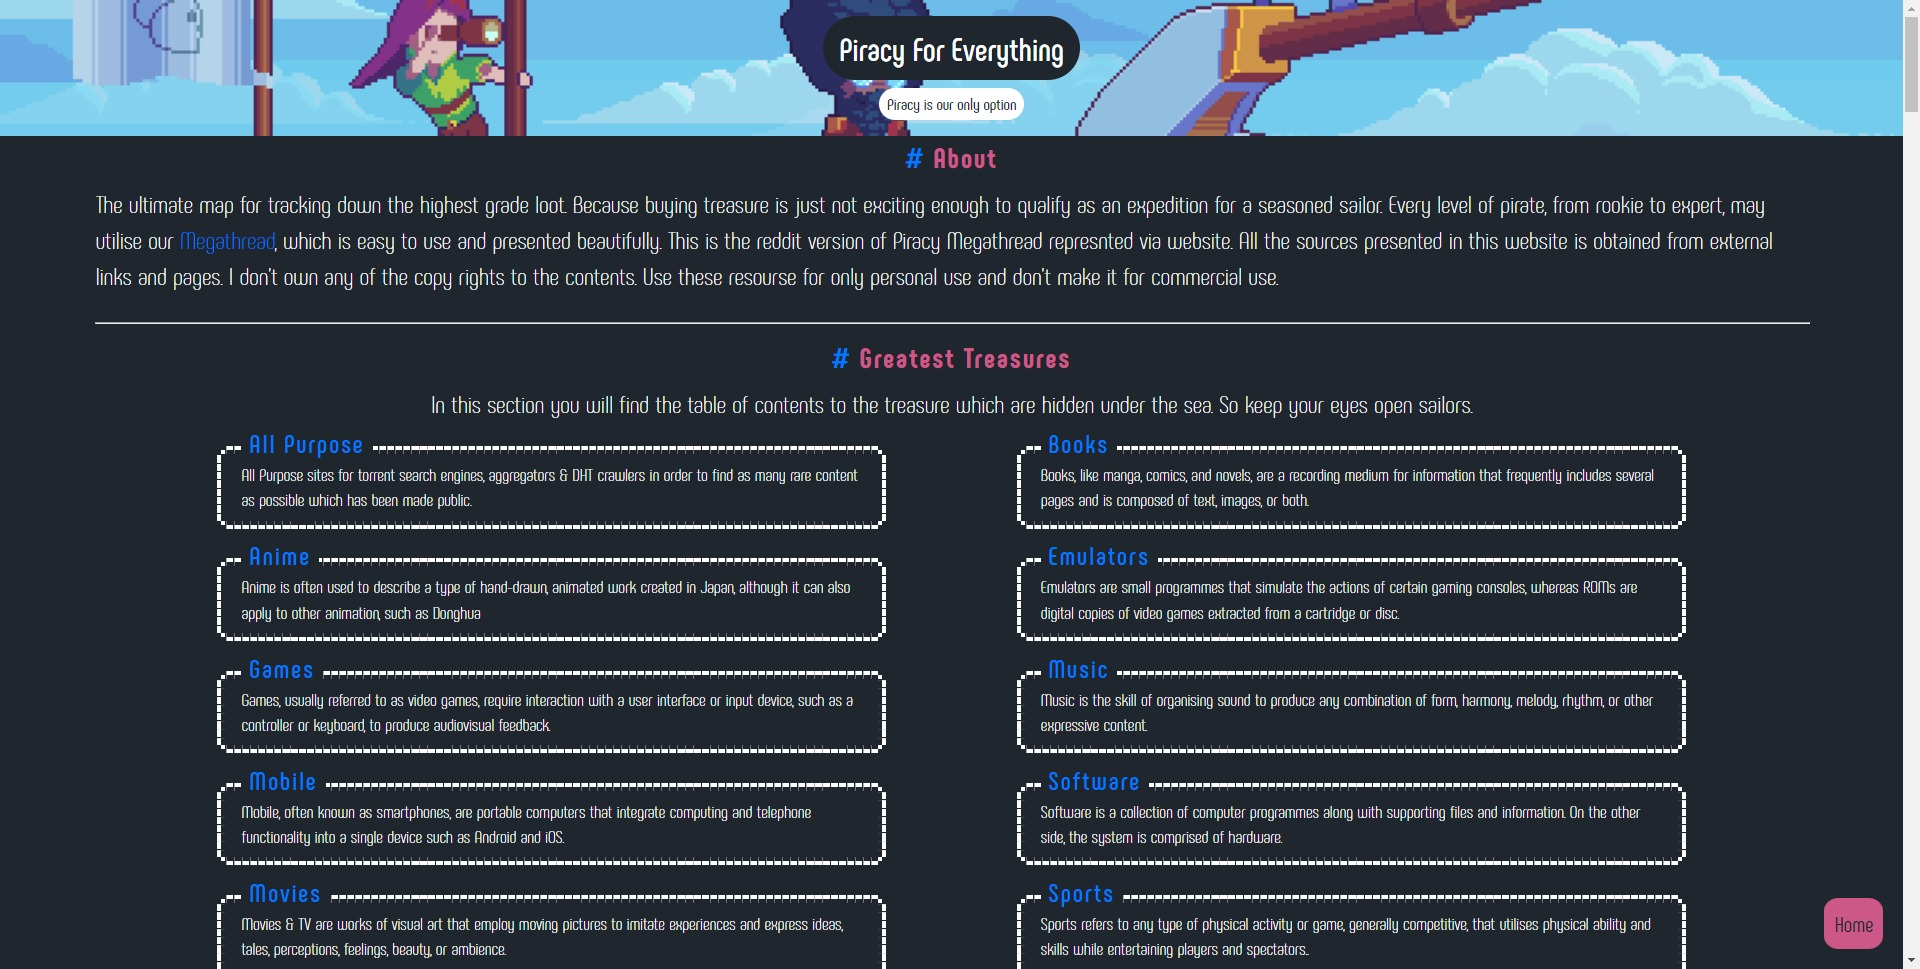 Piracy For Everything
Piracy is our only option
# About
The ultimate map for tracking down the highest grade loot. Because buying treasure is just not exciting enough to qualify as an expedition for a seasoned sailor. Every level of pirate, from rookie to expert, may
utilise our Megathread, which is easy to use and presented beautifully. This is the reddit version of Piracy Megathread represnted via website. All the sources presented in this website is obtained from external
links and pages. I don't own any of the copy rights to the contents. Use these resourse for only personal use and don't make it for commercial use.
# Greatest Treasures
In this section you will find the table of contents to the treasure which are hidden under the sea. So keep your eyes open sailors.
All Purpose
All Purpose sites for torrent search engines, aggregators & DHT crawlers in order to find as many rare content
as possible which has been made public.
Books
Books, like manga, comics, and novels, are a recording medium for information that frequently includes several
pages and is composed of text, images, or both.
Anime
Anime is often used to describe a type of hand-drawn, animated work created in Japan, although it can also
apply to other animation, such as Donghua
Emulators
Emulators are small programmes that simulate the actions of certain gaming consoles, whereas ROMs are
digital copies of video games extracted from a cartridge or disc.
Games
Games, usually referred to as video games, require interaction with a user interface or input device, such as a
controller or keyboard, to produce audiovisual feedback.
Music
Music is the skill of organising sound to produce any combination of form, harmony, melody, rhythm, or other
expressive content.
Mobile
Mobile, often known as smartphones, are portable computers that integrate computing and telephone
functionality into a single device such as Android and iOS.
Software
Software is a collection of computer programmes along with supporting files and information. On the other
side, the system is comprised of hardware.
Movies
Movies & TV are works of visual art that employ moving pictures to imitate experiences and express ideas,
tales, perceptions, feelings, beauty, or ambience.
Sports
Sports refers to any type of physical activity or game, generally competitive, that utilises physical ability and
skills while entertaining players and spectators..
Home